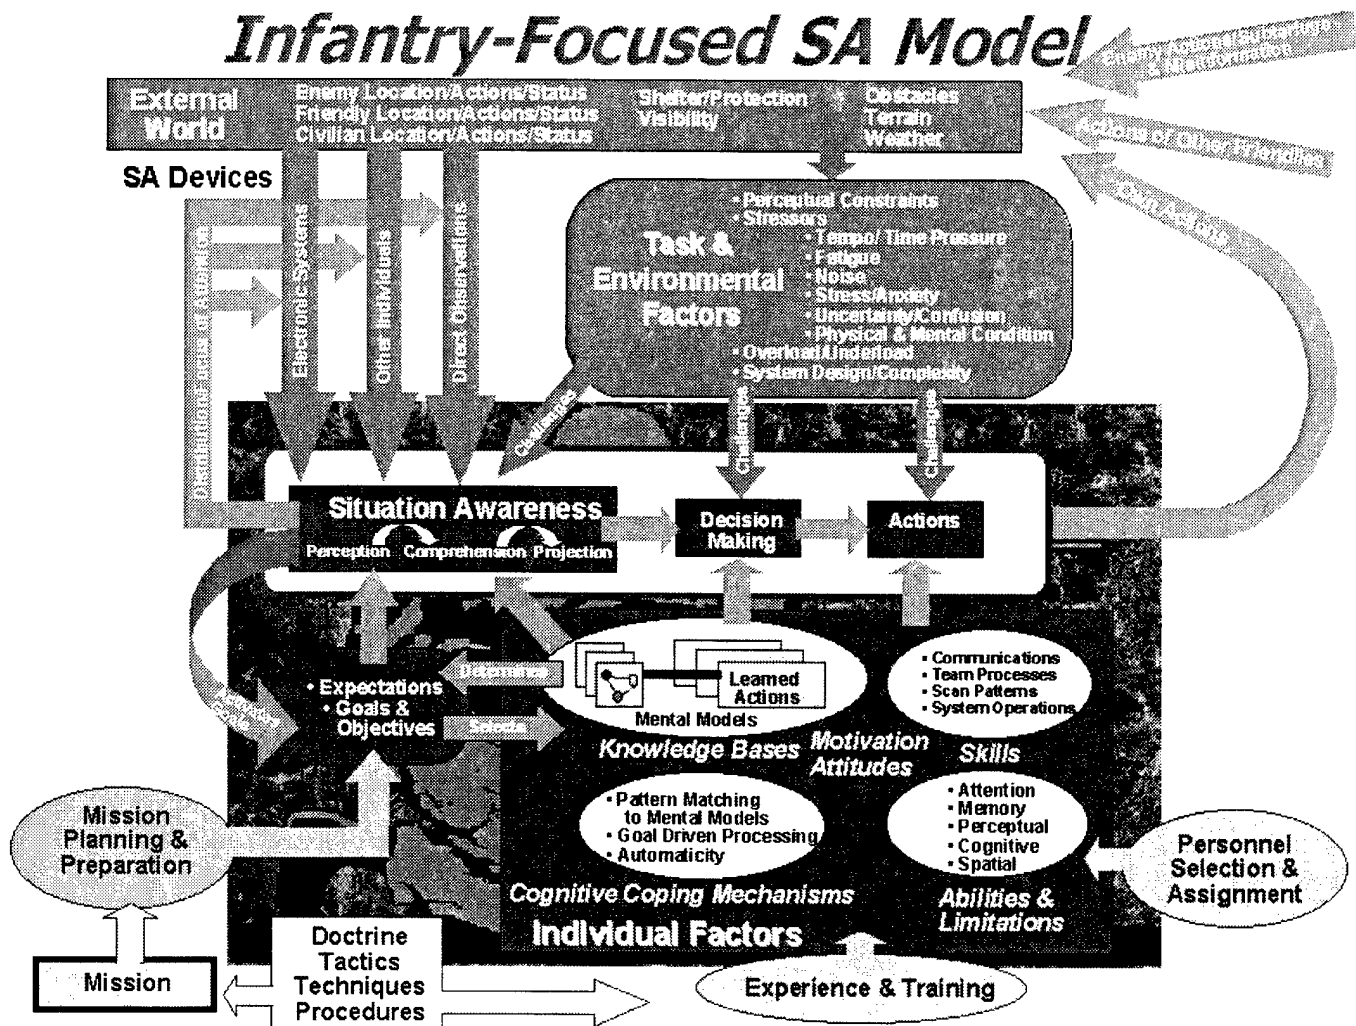 Infantry-Focused SA Model
External
World
Enemy Location/Actions/Status
Friendly Location/Actions/Status
Civilian Location/Actions/Status
Shelter/Protection
Visibility
Obstacles
Terrain
Weather
Enemy Actions
Actions of Other Friendlies
Own Actions
SA Devices
Electronic Systems
Other Individuals
Direct Observations
Focus of Attention
Task &
Environmental
Factors
• Perceptual Constraints
• Stressors
• Tempo/ Time Pressure
• Fatigue
• Noise
• Stress/Anxiety
• Uncertainty/Confusion
• Physical & Mental Condition
• Overload/Underload
• System Design/Complexity
Challenges
Challenges
Challenges
Situation Awareness
Perception
Comprehension
Projection
Decision
Making
Actions
• Expectations
• Goals &
Objectives
Determines
Selects
Learned
Actions
Mental Models
Knowledge Bases
Motivation
Attitudes
• Communications
• Team Processes
• Scan Patterns
• System Operations
Skills
• Pattern Matching
to Mental Models
• Goal Driven Processing
• Automaticity
Cognitive Coping Mechanisms
• Attention
• Memory
• Perceptual
• Cognitive
• Spatial
Abilities &
Limitations
Individual Factors
Mission
Planning &
Preparation
Personnel
Selection &
Assignment
Mission
Doctrine
Tactics
Techniques
Procedures
Experience & Training